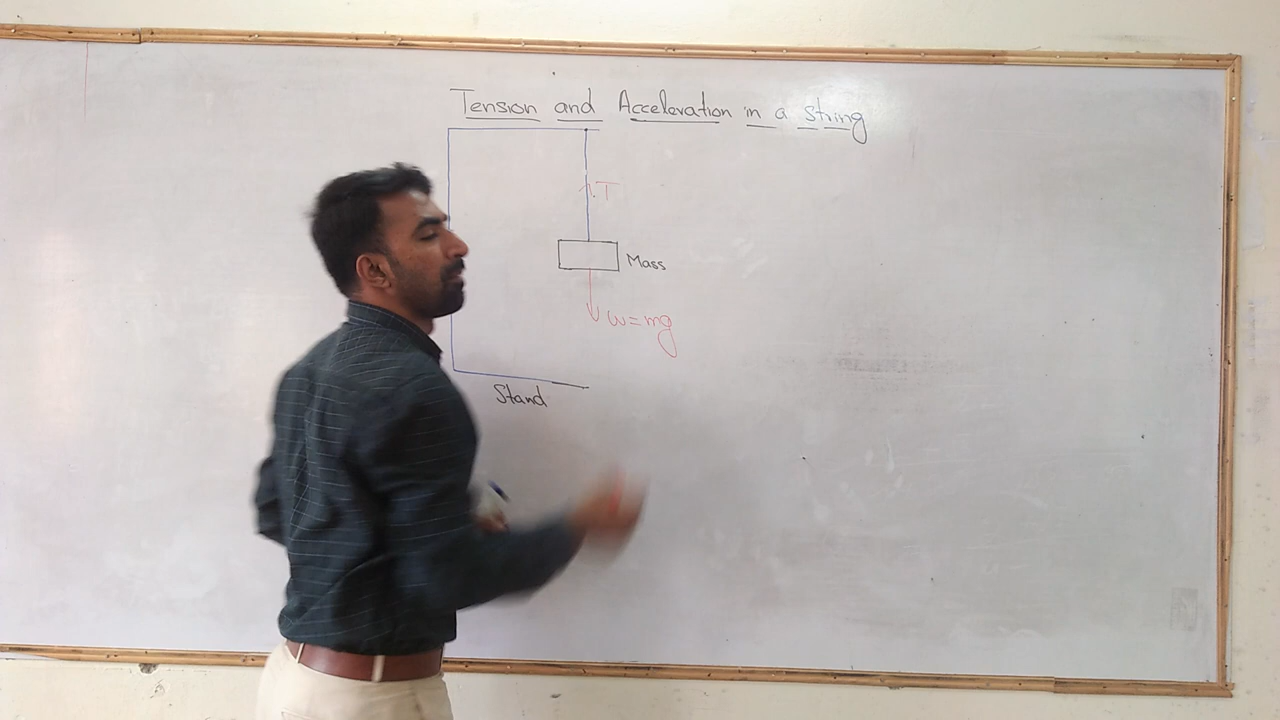 Tension and Acceleration in a string
T
Mass
w=mg
Stand